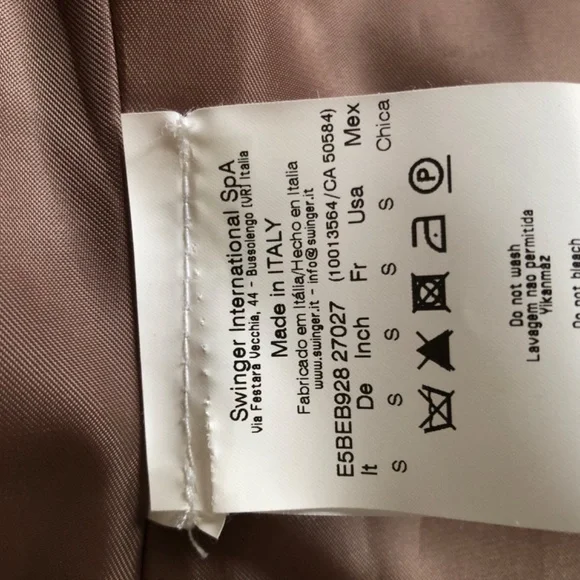 Swinger International SpA
Via Festara Vecchia, 44 - Bussolengo (VR) Italia
Made in ITALY
Fabricado em Itália/Hecho en Italia
www.swinger.it - info@swinger.it
E5BEB928 27027 (10013564/CA 50584)
It De Inch Fr Usa Mex
S S S S S Chica
P
Do not wash
Lavagem nao permitida
Yikanmaz
Do not bleach